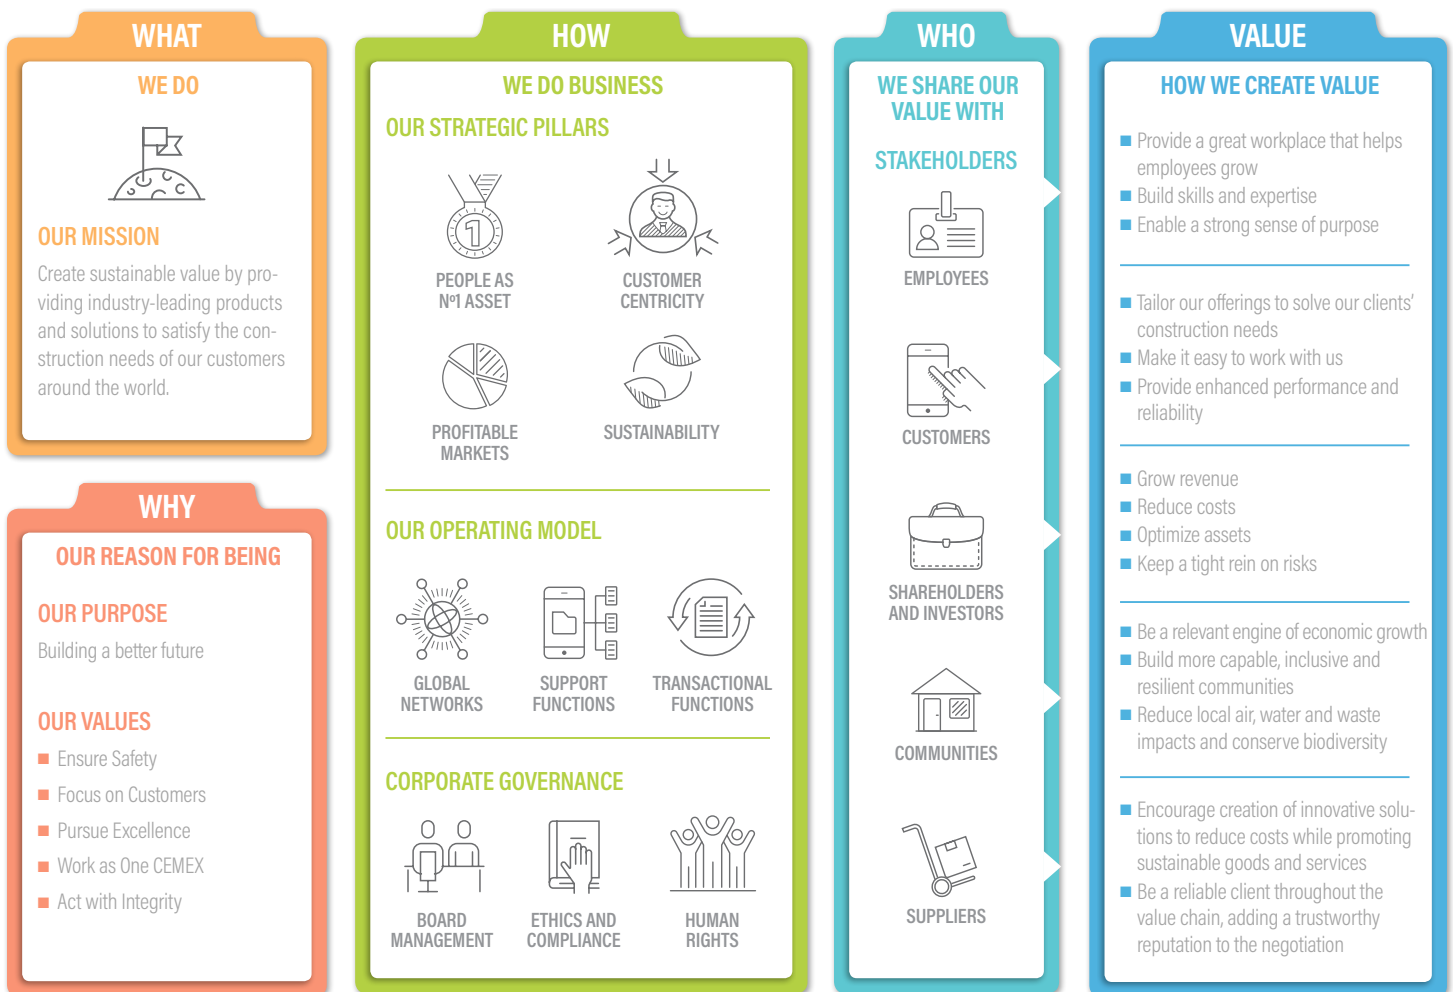 WHAT
WE DO
OUR MISSION
Create sustainable value by pro-
viding industry-leading products
and solutions to satisfy the con-
struction needs of our customers
around the world.
WHY
OUR REASON FOR BEING
OUR PURPOSE
Building a better future
OUR VALUES
■ Ensure Safety
■ Focus on Customers
■ Pursue Excellence
■ Work as One CEMEX
■ Act with Integrity
HOW
WE DO BUSINESS
OUR STRATEGIC PILLARS
1
PEOPLE AS
Nº1 ASSET
CUSTOMER
CENTRICITY
PROFITABLE
MARKETS
SUSTAINABILITY
OUR OPERATING MODEL
GLOBAL
NETWORKS
SUPPORT
FUNCTIONS
TRANSACTIONAL
FUNCTIONS
CORPORATE GOVERNANCE
BOARD
MANAGEMENT
ETHICS AND
COMPLIANCE
HUMAN
RIGHTS
WHO
WE SHARE OUR
VALUE WITH
STAKEHOLDERS
EMPLOYEES
CUSTOMERS
SHAREHOLDERS
AND INVESTORS
COMMUNITIES
SUPPLIERS
VALUE
HOW WE CREATE VALUE
■ Provide a great workplace that helps
employees grow
■ Build skills and expertise
■ Enable a strong sense of purpose
■ Tailor our offerings to solve our clients'
construction needs
■ Make it easy to work with us
■ Provide enhanced performance and
reliability
■ Grow revenue
■ Reduce costs
■ Optimize assets
■ Keep a tight rein on risks
■ Be a relevant engine of economic growth
■ Build more capable, inclusive and
resilient communities
■ Reduce local air, water and waste
impacts and conserve biodiversity
■ Encourage creation of innovative solu-
tions to reduce costs while promoting
sustainable goods and services
■ Be a reliable client throughout the
value chain, adding a trustworthy
reputation to the negotiation